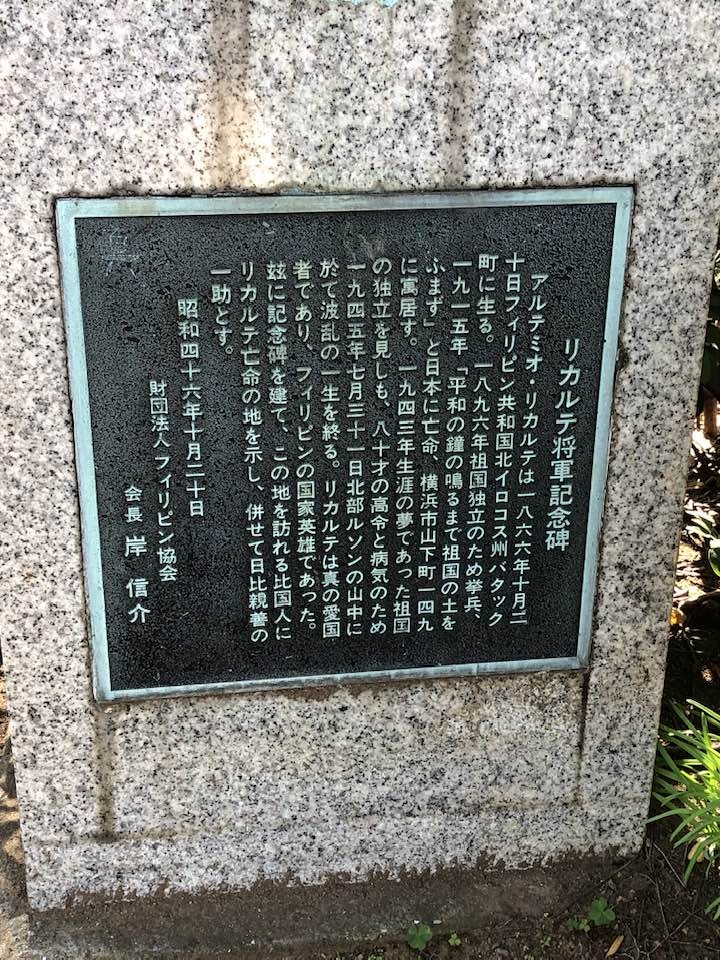 リカルテ将軍記念碑
アルテミオ・リカルテは一八六六年十月二
十日フィリピン共和国北イロコス州バタック
町に生る。一八九六年祖国独立のため挙兵、
一九一五年「平和の鐘の鳴るまで祖国の土を
ふまず」と日本に亡命、横浜市山下町一四九
に寓居す。一九四三年生涯の夢であった祖国
の独立を見しも、八十才の高令と病気のため
一九四五年七月三十一日北部ルソンの山中に
於て波乱の一生を終る。リカルテは真の愛国
者であり、フィリピンの国家英雄であった。
茲に記念碑を建て、この地を訪れる比国人に
リカルテ亡命の地を示し、併せて日比親善の
一助とす。
昭和四十六年十月二十日
財団法人フィリピン協会
会長 岸 信介